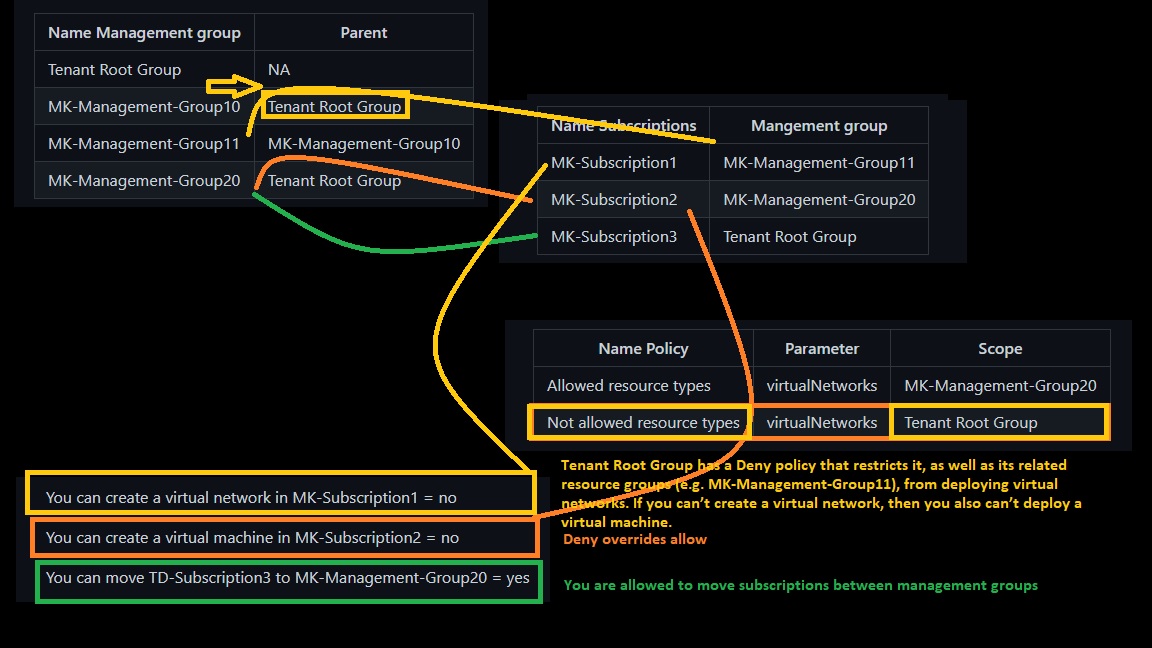 Name Management group Parent
Tenant Root Group NA
MK-Management-Group10 Tenant Root Group
MK-Management-Group11 MK-Management-Group10
MK-Management-Group20 Tenant Root Group
Name Subscriptions Mangement group
MK-Subscription1 MK-Management-Group11
MK-Subscription2 MK-Management-Group20
MK-Subscription3 Tenant Root Group
Name Policy Parameter Scope
Allowed resource types virtualNetworks MK-Management-Group20
Not allowed resource types virtualNetworks Tenant Root Group
You can create a virtual network in MK-Subscription1 = no
You can create a virtual machine in MK-Subscription2 = no
You can move TD-Subscription3 to MK-Management-Group20 = yes
Tenant Root Group has a Deny policy that restricts it, as well as its related
resource groups (e.g. MK-Management-Group11), from deploying virtual
networks. If you can't create a virtual network, then you also can't deploy a
virtual machine.
Deny overrides allow
You are allowed to move subscriptions between management groups